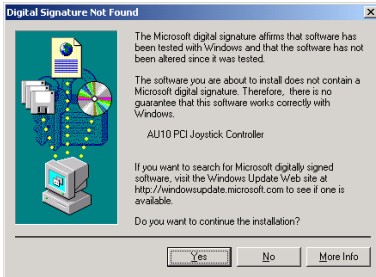 Digital Signature Not Found
The Microsoft digital signature affirms that software has
been tested with Windows and that the software has not
been altered since it was tested.
The software you are about to install does not contain a
Microsoft digital signature. Therefore, there is no
guarantee that this software works correctly with
Windows.
AU10 PCI Joystick Controller
If you want to search for Microsoft digitally signed
software, visit the Windows Update Web site at
http://windowsupdate.microsoft.com to see if one is
available.
Do you want to continue the installation?
Yes No More Info